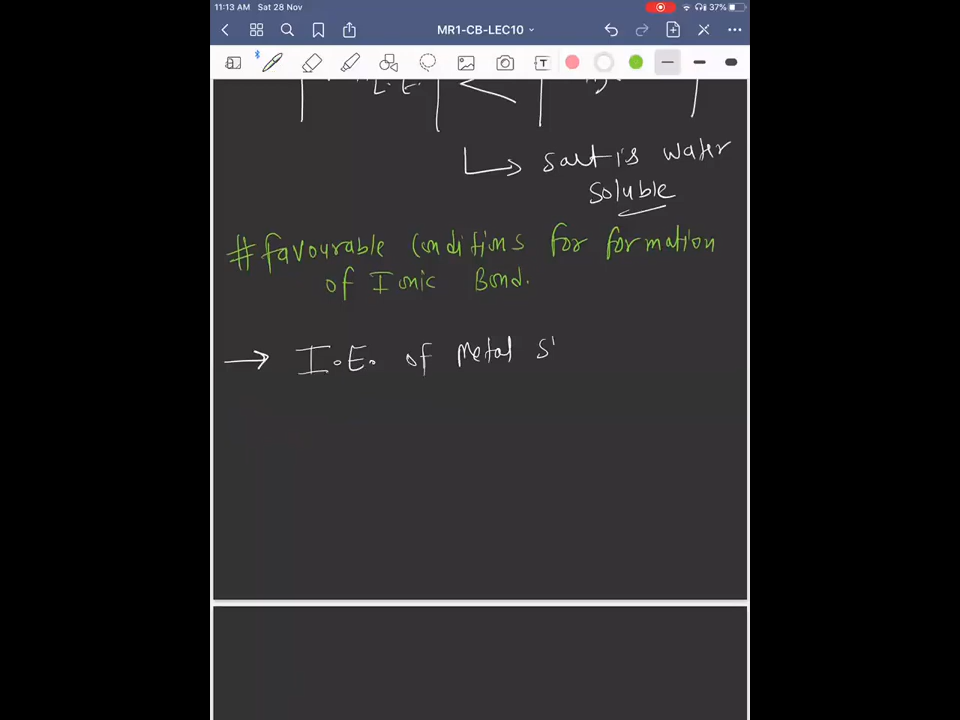 11:13 AM Sat 28 Nov
37%
MR1-CB-LEC10
T
L.E.
salt is water
soluble
# favourable conditions for formation
of Ionic Bond.
→ I.E. of Metal s